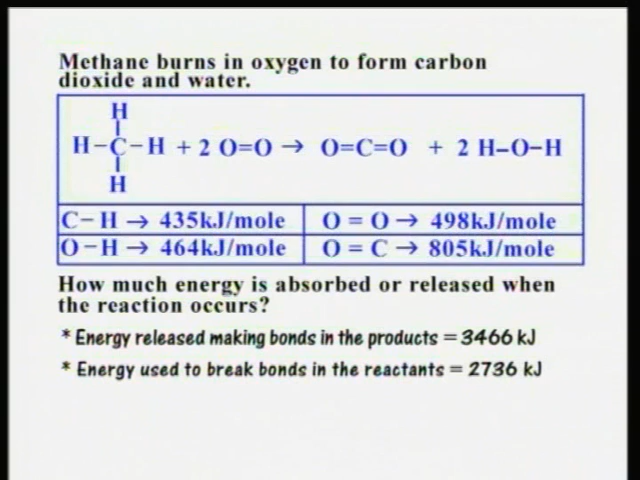 Methane burns in oxygen to form carbon
dioxide and water.
H
H–C–H + 2 O=O → O=C=O + 2 H–O–H
H
C–H → 435kJ/mole O = O → 498kJ/mole
O–H → 464kJ/mole O = C → 805kJ/mole
How much energy is absorbed or released when
the reaction occurs?
* Energy released making bonds in the products = 3466 kJ
* Energy used to break bonds in the reactants = 2736 kJ